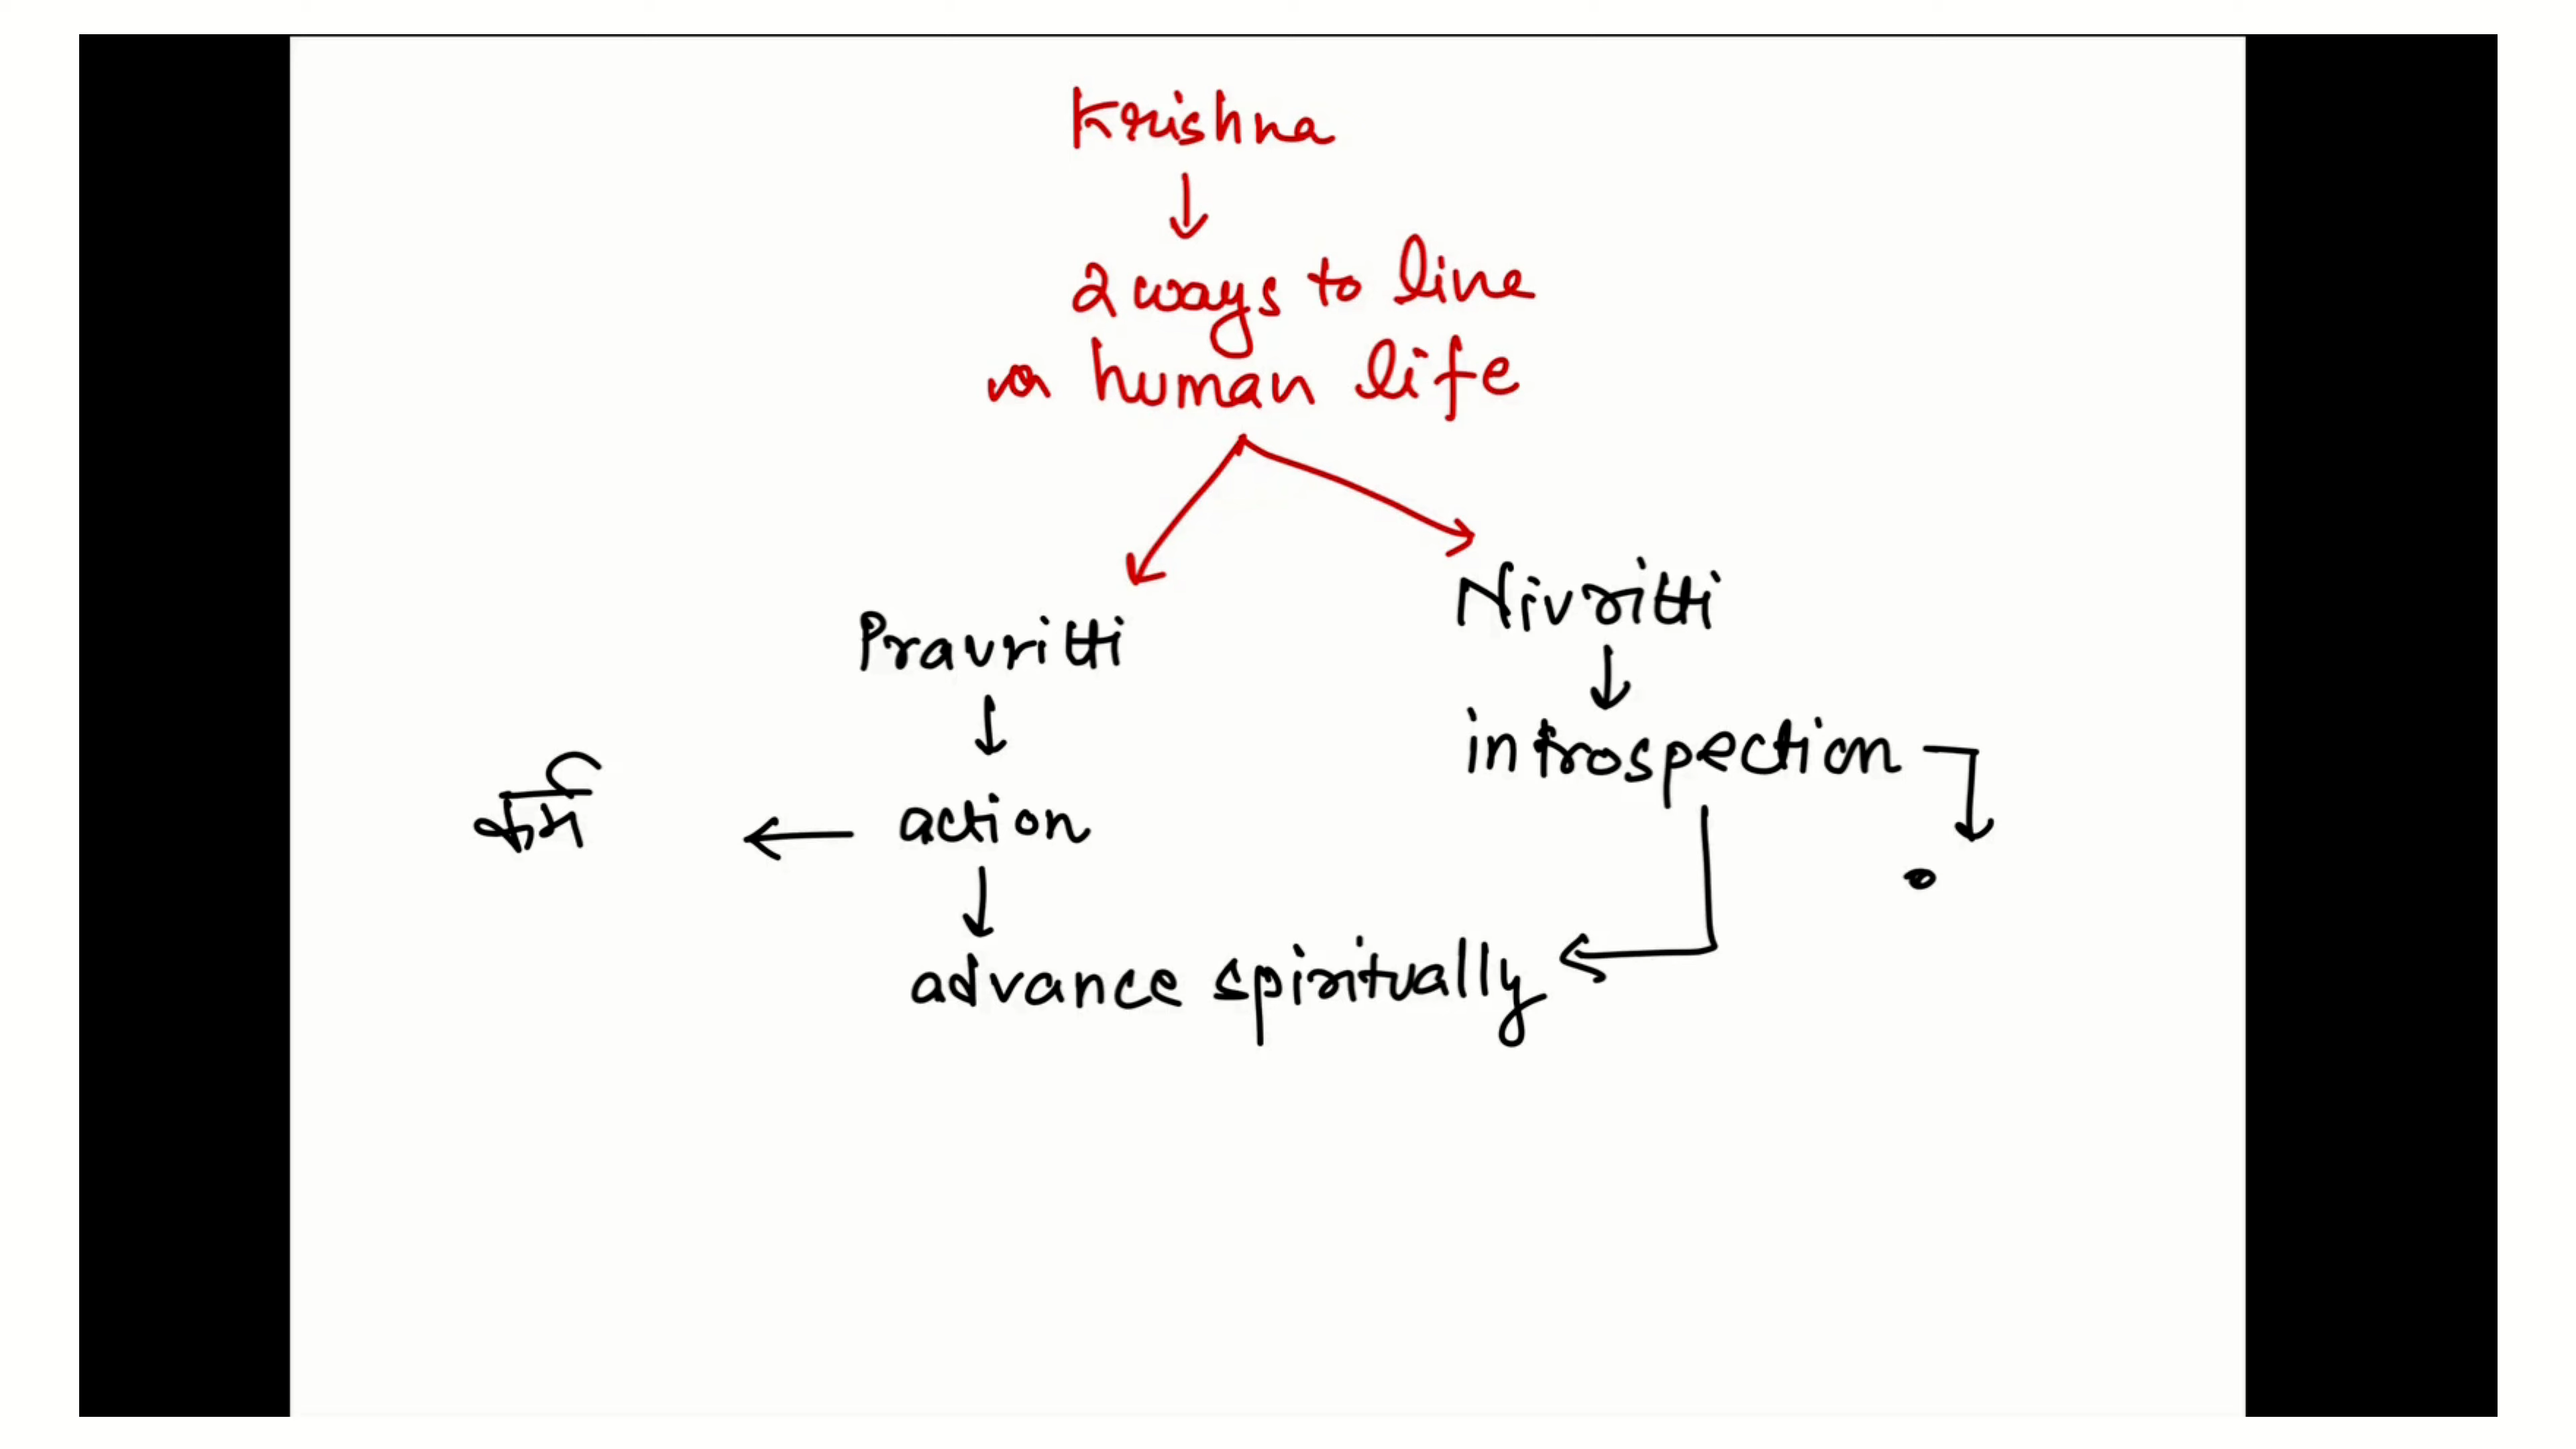 Krishna
2 ways to live
human life
Pravritti
Nivritti
introspection
action
कर्म
advance spiritually